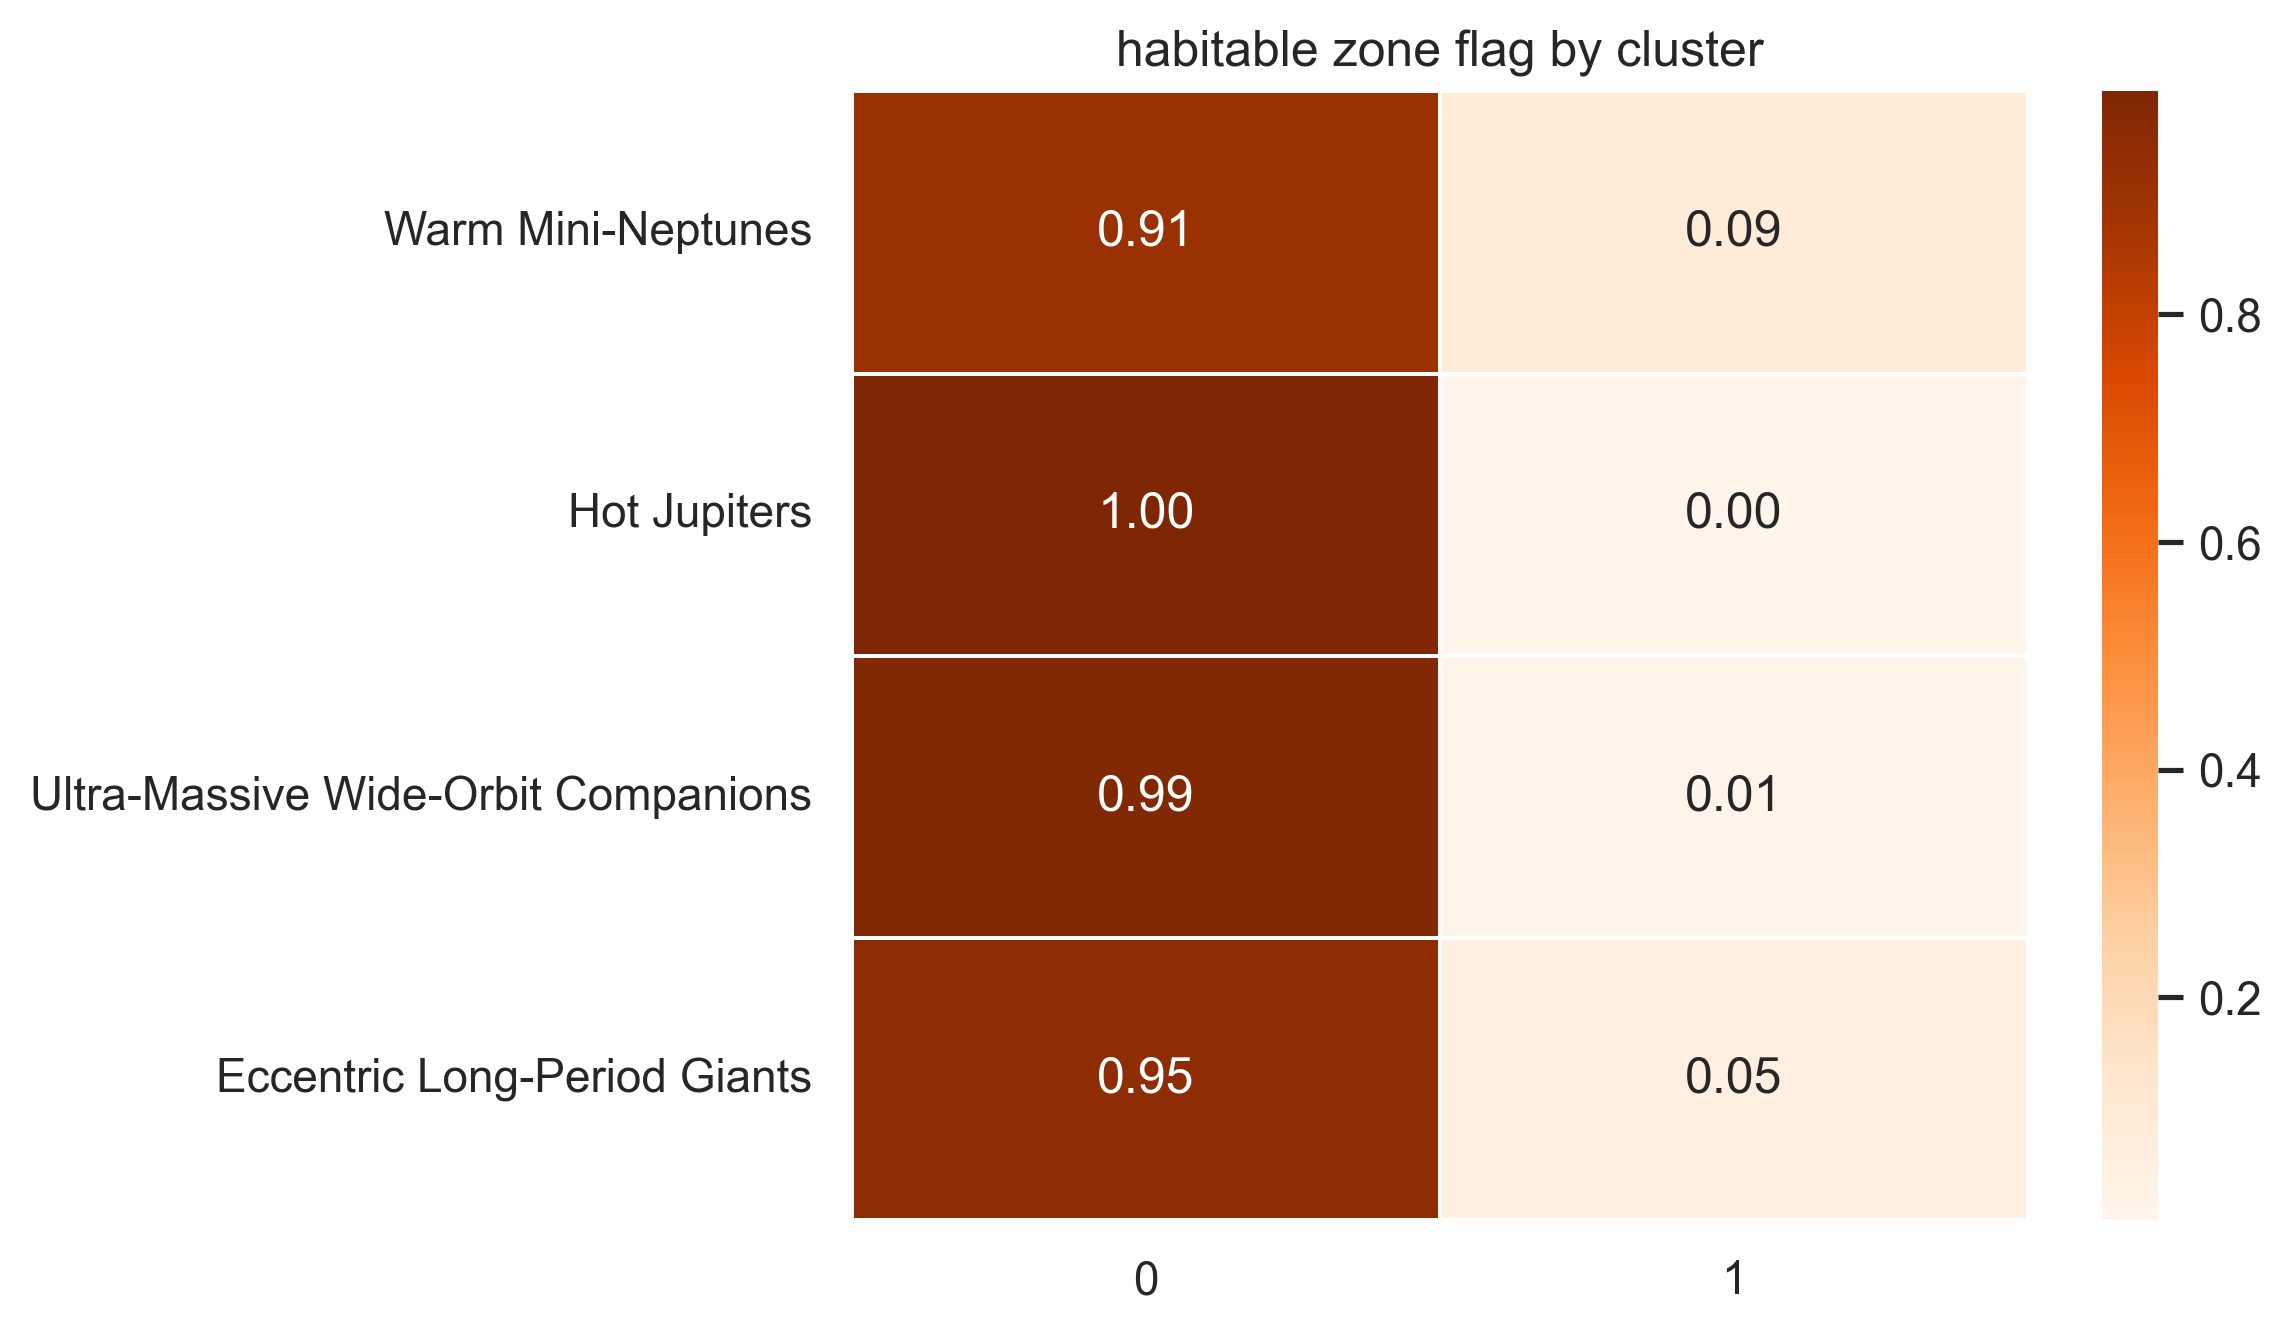 habitable zone flag by cluster
Warm Mini-Neptunes 0.91 0.09
Hot Jupiters 1.00 0.00
Ultra-Massive Wide-Orbit Companions 0.99 0.01
Eccentric Long-Period Giants 0.95 0.05
0 1
0.8
0.6
0.4
0.2